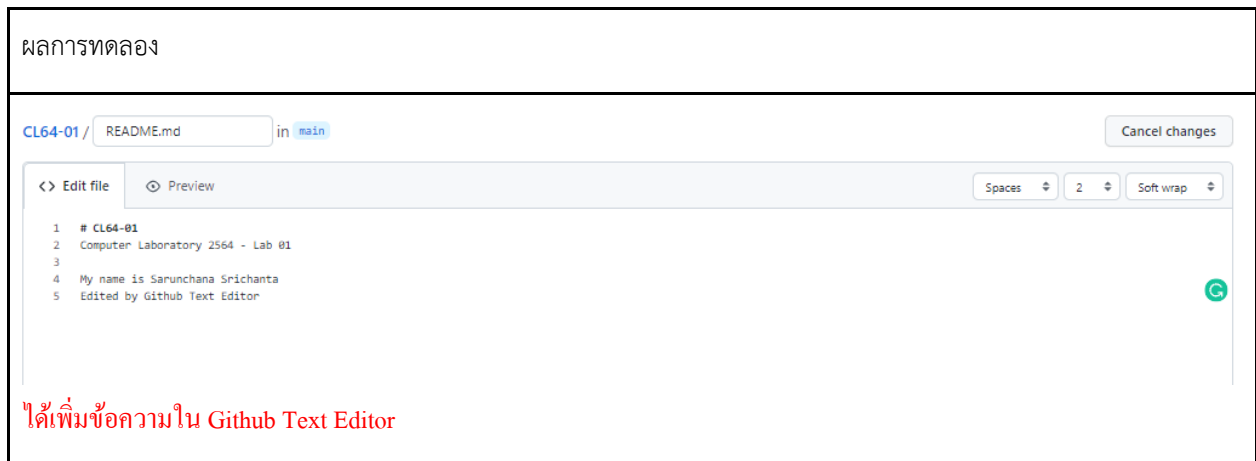 ผลการทดลอง
CL64-01 / README.md in main Cancel changes
<> Edit file Preview Spaces 2 Soft wrap
1 # CL64-01
2 Computer Laboratory 2564 - Lab 01
3
4 My name is Sarunchana Srichanta
5 Edited by Github Text Editor
ได้เพิ่มข้อความใน Github Text Editor